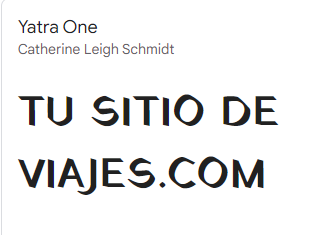 Yatra One
Catherine Leigh Schmidt
TU SITIO DE
VIAJES.COM